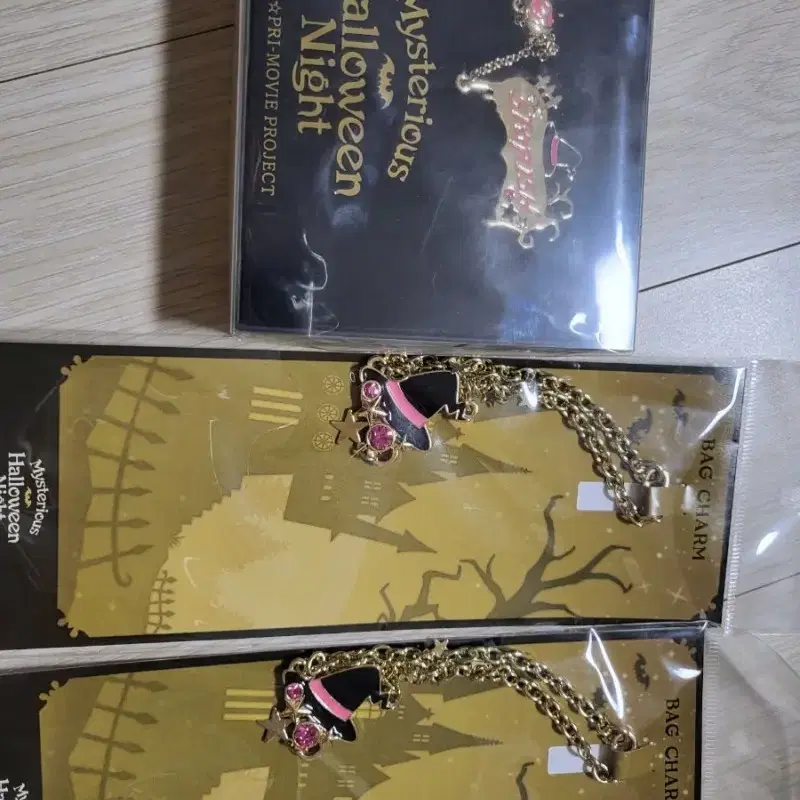 Mysterious
Halloween
Night
☆PRI-MOVIE PROJECT
Mysterious
Halloween
BAG CHARM
BAG CHARM